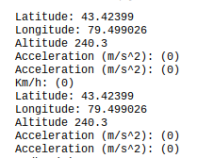 Latitude: 43.42399
Longitude: 79.499026
Altitude 240.3
Acceleration (m/s^2): (0)
Acceleration (m/s^2): (0)
Km/h: (0)
Latitude: 43.42399
Longitude: 79.499026
Altitude 240.3
Acceleration (m/s^2): (0)
Acceleration (m/s^2): (0)